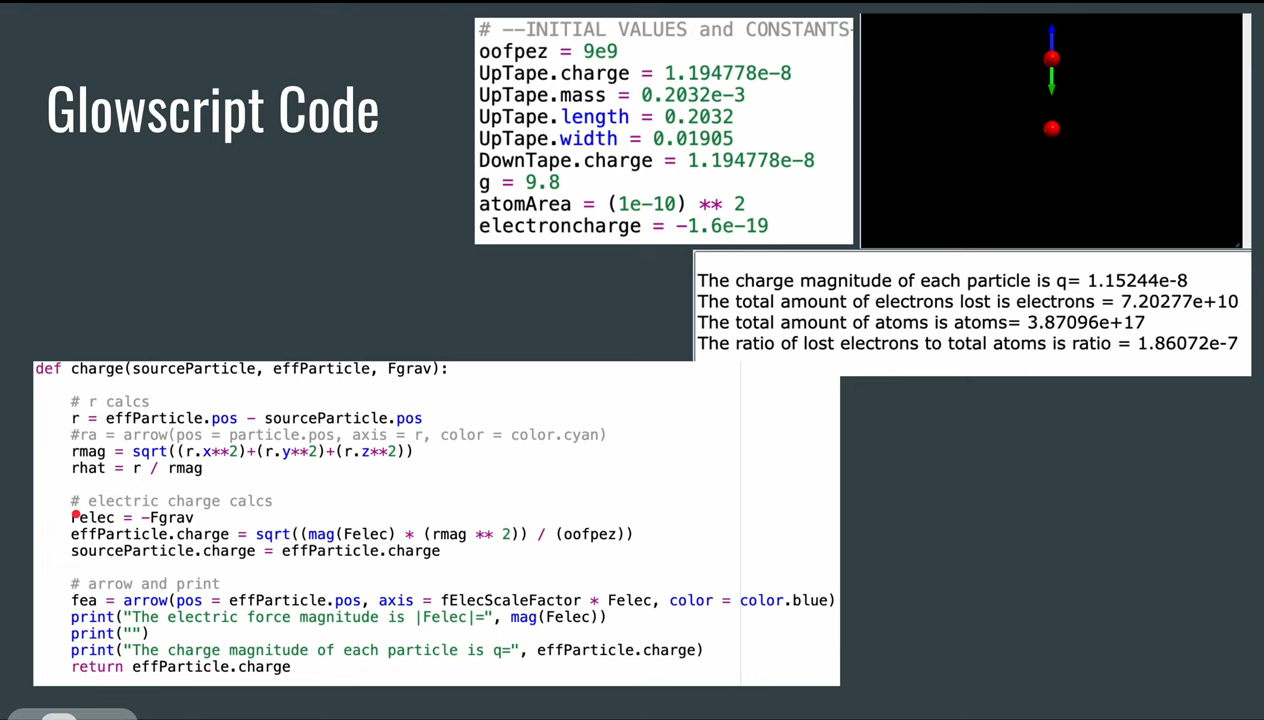 Glowscript Code
# --INITIAL VALUES and CONSTANTS-
oofpez = 9e9
UpTape.charge = 1.194778e-8
UpTape.mass = 0.2032e-3
UpTape.length = 0.2032
UpTape.width = 0.01905
DownTape.charge = 1.194778e-8
g = 9.8
atomArea = (1e-10) ** 2
electroncharge = -1.6e-19
The charge magnitude of each particle is q= 1.15244e-8
The total amount of electrons lost is electrons = 7.20277e+10
The total amount of atoms is atoms= 3.87096e+17
The ratio of lost electrons to total atoms is ratio = 1.86072e-7
def charge(sourceParticle, effParticle, Fgrav):
# r calcs
r = effParticle.pos - sourceParticle.pos
#ra = arrow(pos = particle.pos, axis = r, color = color.cyan)
rmag = sqrt((r.x**2)+(r.y**2)+(r.z**2))
rhat = r / rmag
# electric charge calcs
Felec = -Fgrav
effParticle.charge = sqrt((mag(Felec) * (rmag ** 2)) / (oofpez))
sourceParticle.charge = effParticle.charge
# arrow and print
fea = arrow(pos = effParticle.pos, axis = fElecScaleFactor * Felec, color = color.blue)
print("The electric force magnitude is |Felec|=", mag(Felec))
print("")
print("The charge magnitude of each particle is q=", effParticle.charge)
return effParticle.charge